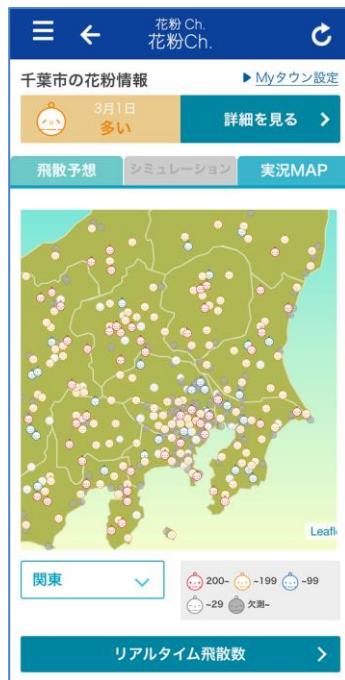 花粉 Ch.
花粉Ch.
千葉市の花粉情報
Myタウン設定
3月1日
多い
詳細を見る
飛散予想
シミュレーション
実況MAP
Leafl
関東
200~
~199
~99
~29
欠測~
リアルタイム飛散数